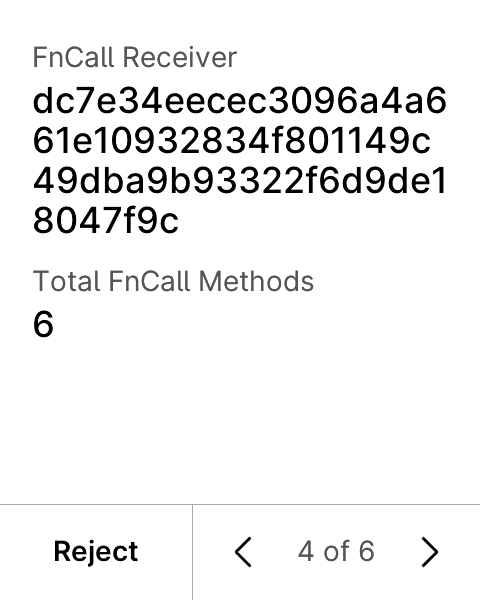 FnCall Receiver
dc7e34eecec3096a4a6
61e10932834f801149c
49dba9b93322f6d9de1
8047f9c
Total FnCall Methods
6
Reject
4 of 6